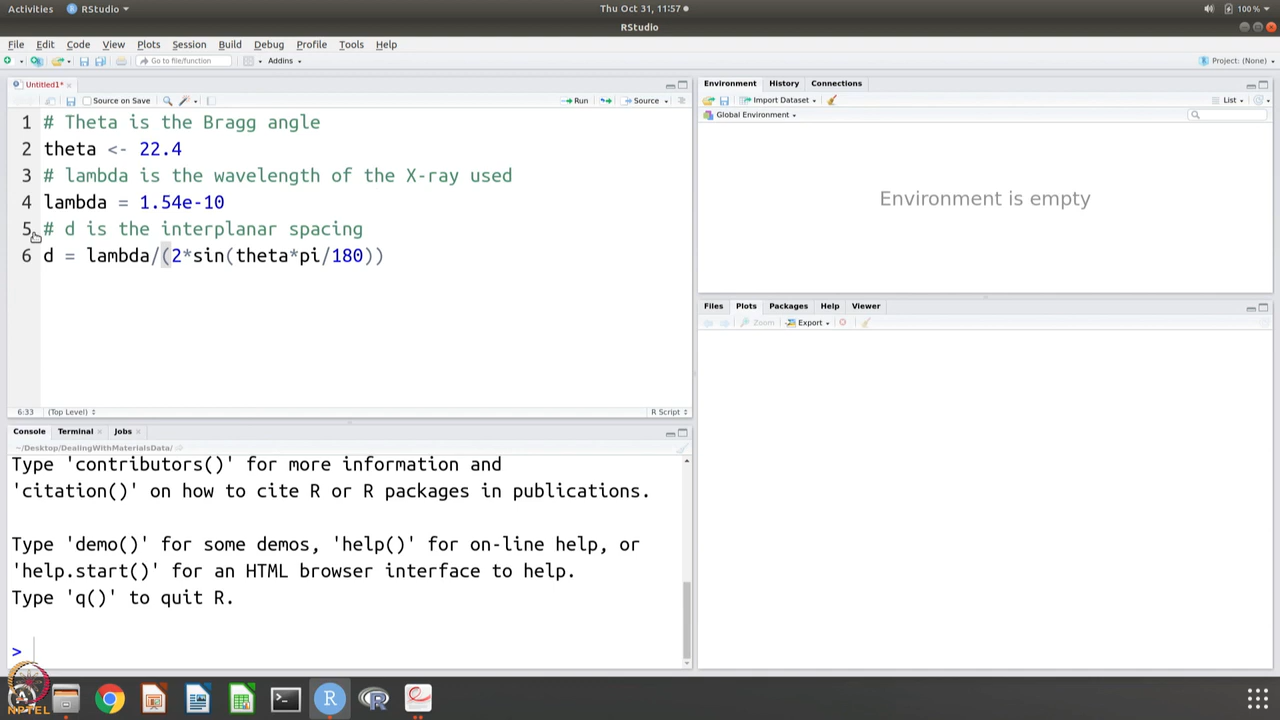 Activities RStudio Thu Oct 31, 11:57 100 %
RStudio
File Edit Code View Plots Session Build Debug Profile Tools Help
Go to file/function Addins Project: (None)
Untitled1*
Source on Save Run Source
1 # Theta is the Bragg angle
2 theta <- 22.4
3 # lambda is the wavelength of the X-ray used
4 lambda = 1.54e-10
5 # d is the interplanar spacing
6 d = lambda/(2*sin(theta*pi/180))
6:33 (Top Level) R Script
Console Terminal Jobs
~/Desktop/DealingWithMaterialsData/
Type 'contributors()' for more information and
'citation()' on how to cite R or R packages in publications.
Type 'demo()' for some demos, 'help()' for on-line help, or
'help.start()' for an HTML browser interface to help.
Type 'q()' to quit R.
>
Environment History Connections
Import Dataset List
Global Environment
Environment is empty
Files Plots Packages Help Viewer
Zoom Export
NPTEL